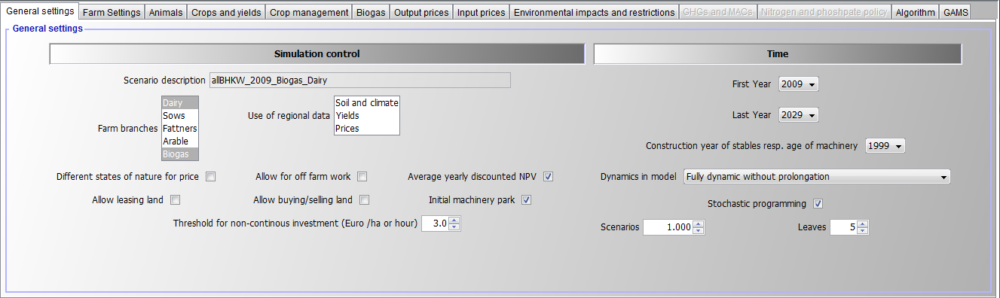 General settings Farm Settings Animals Crops and yields Crop management Biogas Output prices Input prices Environmental impacts and restrictions GHGs and MACs Nitrogen and phoshpate policy Algorithm GAMS
General settings
Simulation control
Scenario description allBHKW_2009_Biogas_Dairy
Farm branches
Dairy
Sows
Fattners
Arable
Biogas
Use of regional data
Soil and climate
Yields
Prices
Different states of nature for price Allow for off farm work Average yearly discounted NPV
Allow leasing land Allow buying/selling land Initial machinery park
Threshold for non-continous investment (Euro /ha or hour) 3.0
Time
First Year 2009
Last Year 2029
Construction year of stables resp. age of machinery 1999
Dynamics in model Fully dynamic without prolongation
Stochastic programming
Scenarios 1.000 Leaves 5